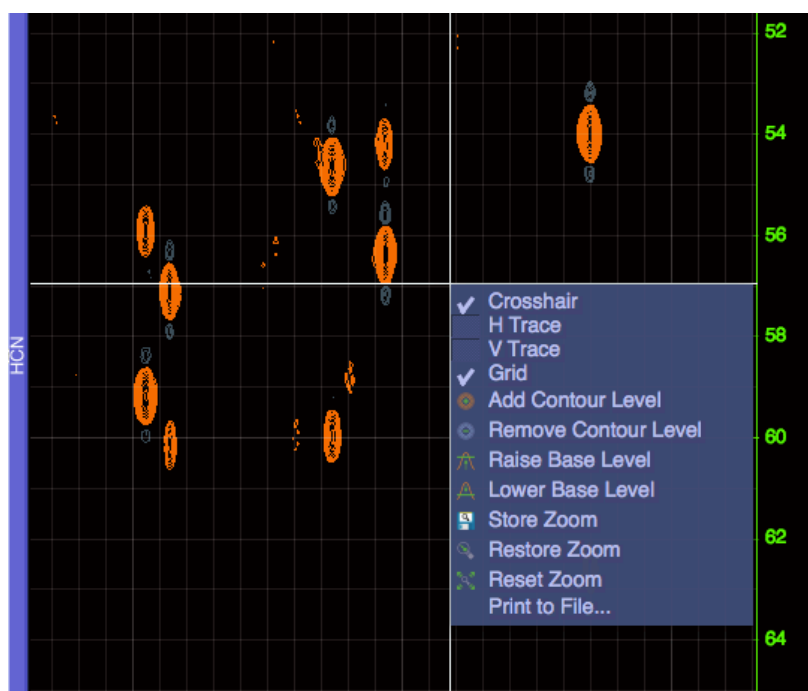 52
54
56
58
60
62
64
HCN
Crosshair
H Trace
V Trace
Grid
Add Contour Level
Remove Contour Level
Raise Base Level
Lower Base Level
Store Zoom
Restore Zoom
Reset Zoom
Print to File...